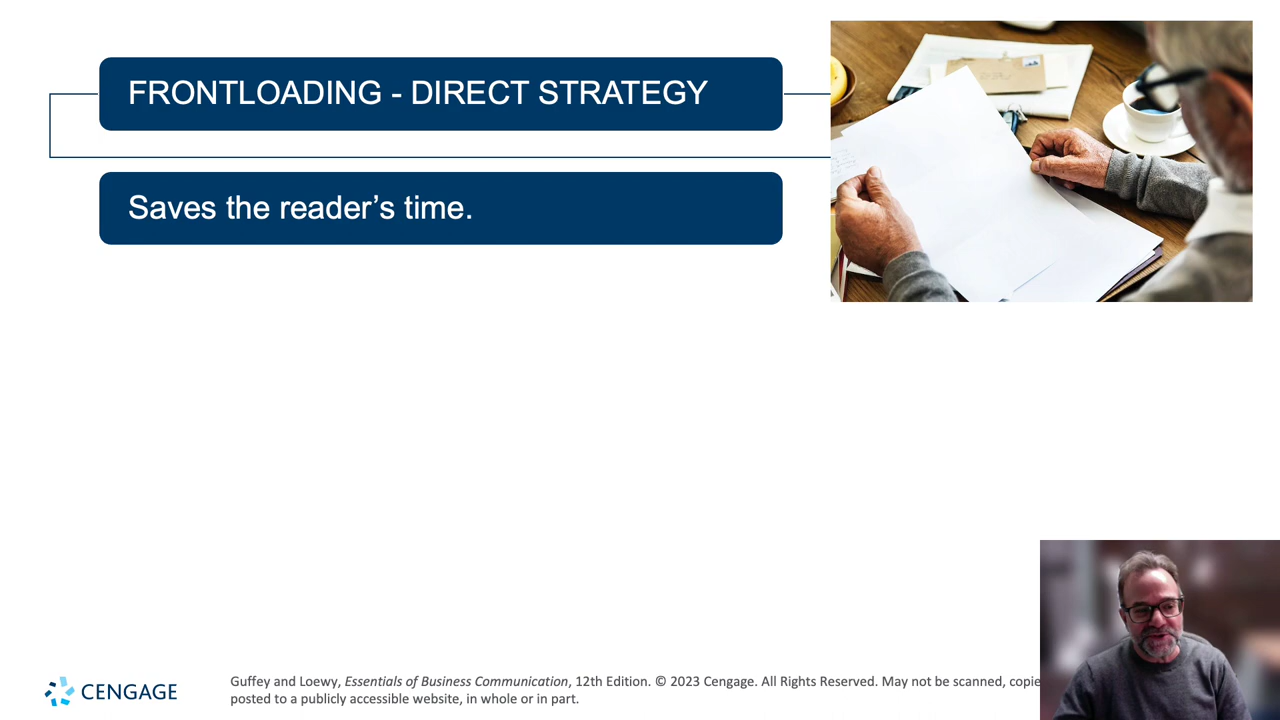 FRONTLOADING - DIRECT STRATEGY
Saves the reader’s time.
CENGAGE
Guffey and Loewy, Essentials of Business Communication, 12th Edition. © 2023 Cengage. All Rights Reserved. May not be scanned,
posted to a publicly accessible website, in whole or in part.